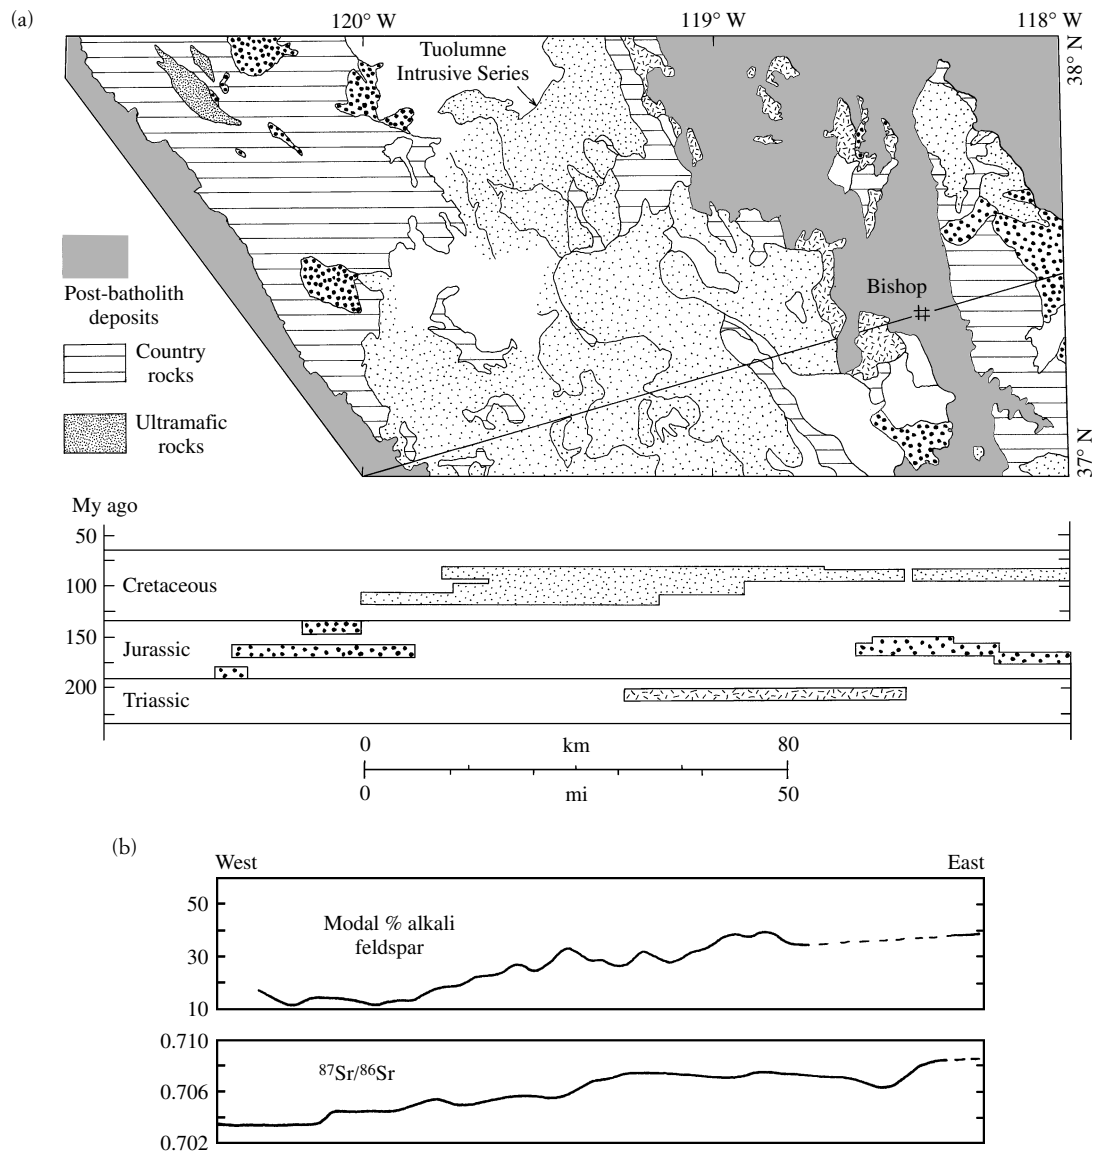 (a)
120° W
119° W
118° W
38° N
Tuolumne
Intrusive Series
Bishop
Post-batholith
deposits
Country
rocks
Ultramafic
rocks
37° N
My ago
50
Cretaceous
100
150
Jurassic
200
Triassic
0 km 80
0 mi 50
(b)
West East
50
Modal % alkali
feldspar
30
10
0.710
87Sr/86Sr
0.706
0.702